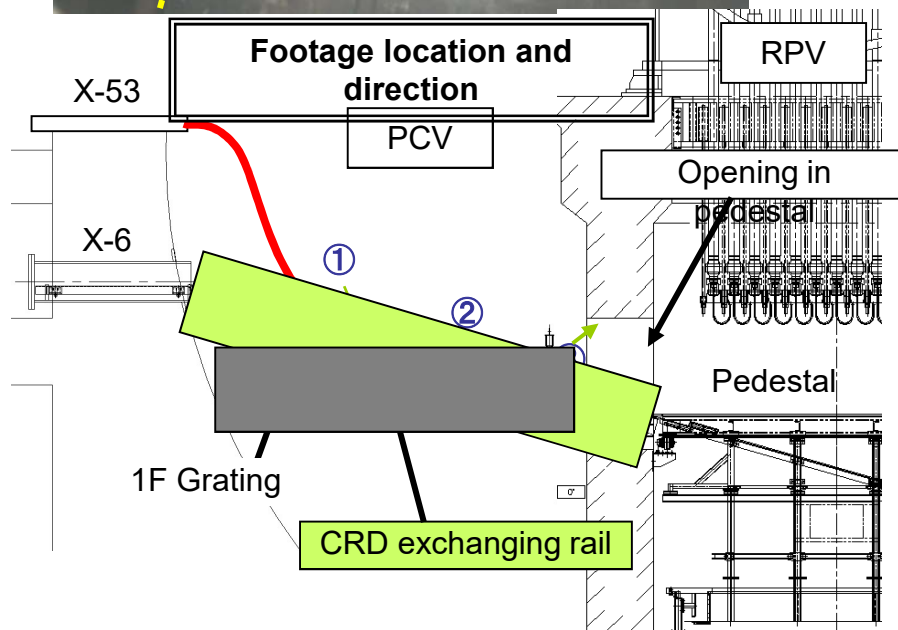 Footage location and
direction
RPV
X-53
PCV
Opening in
pedestal
X-6
①
②
Pedestal
1F Grating
0°
CRD exchanging rail